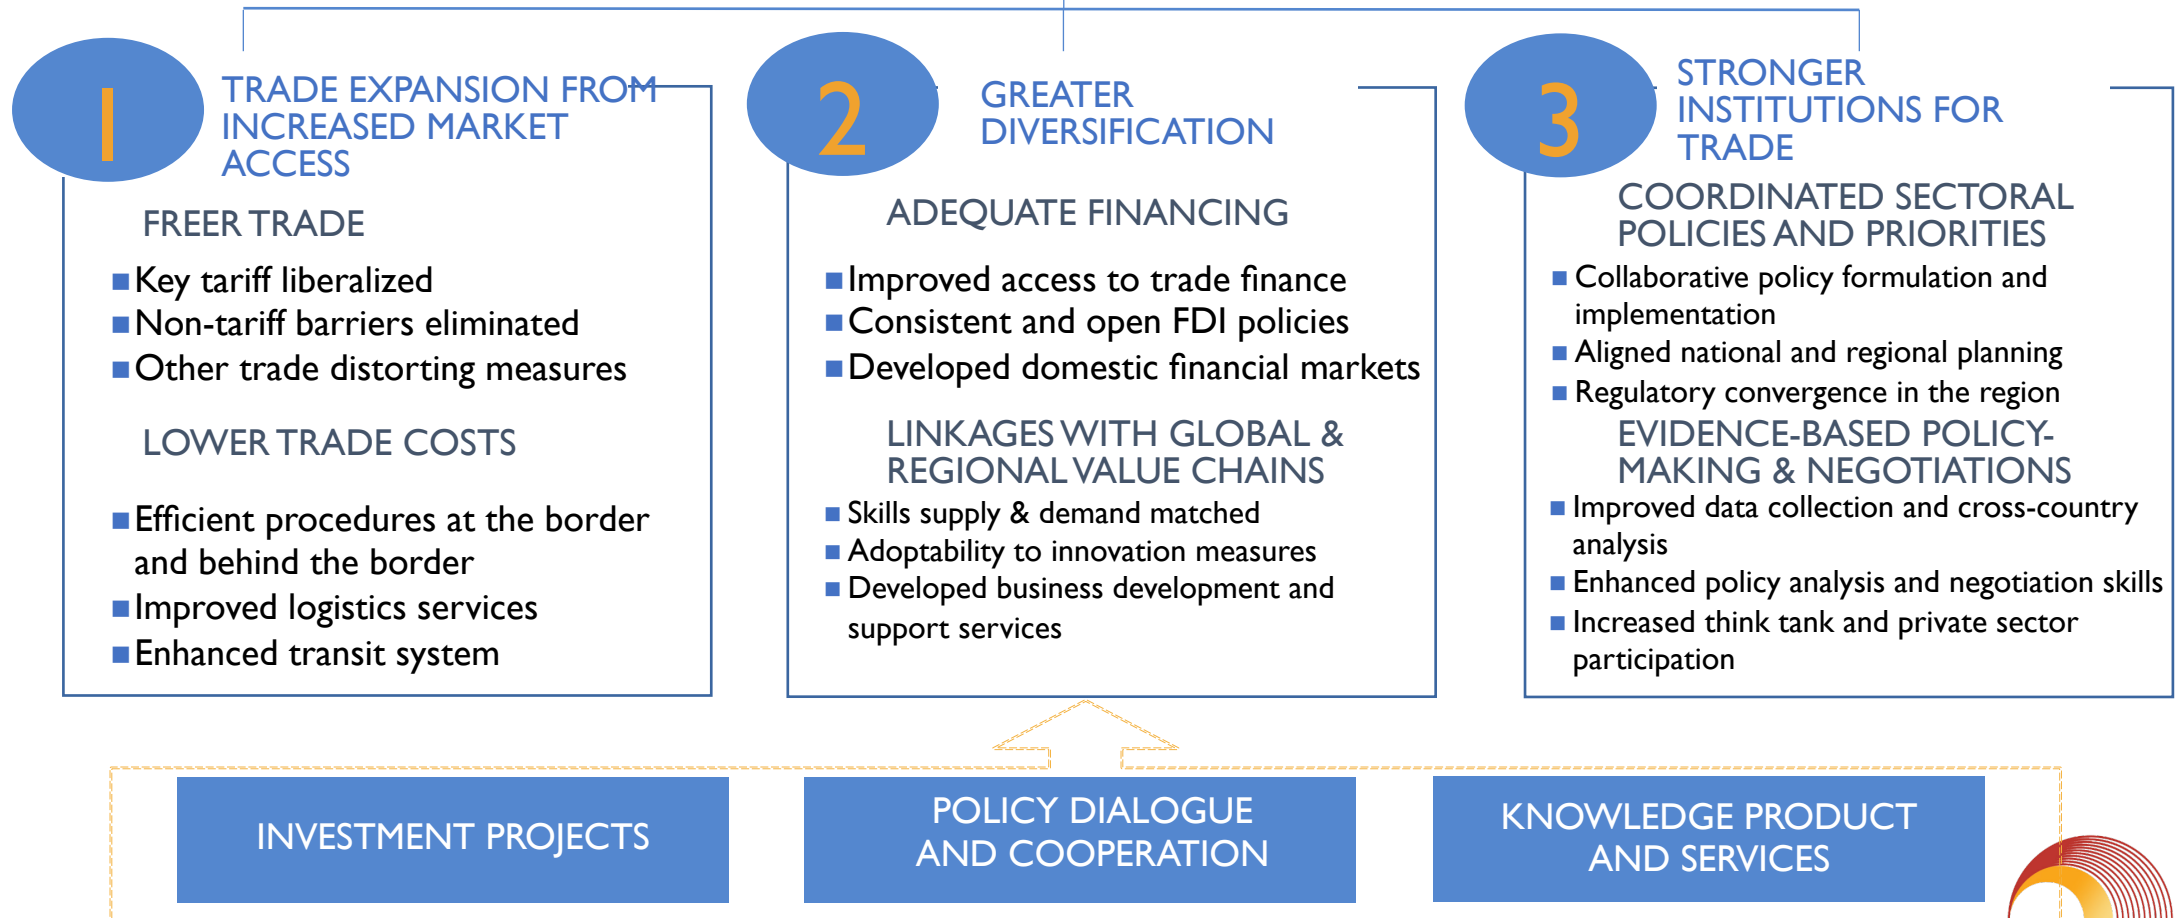 1
TRADE EXPANSION FROM
INCREASED MARKET
ACCESS
FREER TRADE
Key tariff liberalized
Non-tariff barriers eliminated
Other trade distorting measures
LOWER TRADE COSTS
Efficient procedures at the border
and behind the border
Improved logistics services
Enhanced transit system
2
GREATER
DIVERSIFICATION
ADEQUATE FINANCING
Improved access to trade finance
Consistent and open FDI policies
Developed domestic financial markets
LINKAGES WITH GLOBAL &
REGIONAL VALUE CHAINS
Skills supply & demand matched
Adoptability to innovation measures
Developed business development and
support services
3
STRONGER
INSTITUTIONS FOR
TRADE
COORDINATED SECTORAL
POLICIES AND PRIORITIES
Collaborative policy formulation and
implementation
Aligned national and regional planning
Regulatory convergence in the region
EVIDENCE-BASED POLICY-
MAKING & NEGOTIATIONS
Improved data collection and cross-country
analysis
Enhanced policy analysis and negotiation skills
Increased think tank and private sector
participation
INVESTMENT PROJECTS
POLICY DIALOGUE
AND COOPERATION
KNOWLEDGE PRODUCT
AND SERVICES